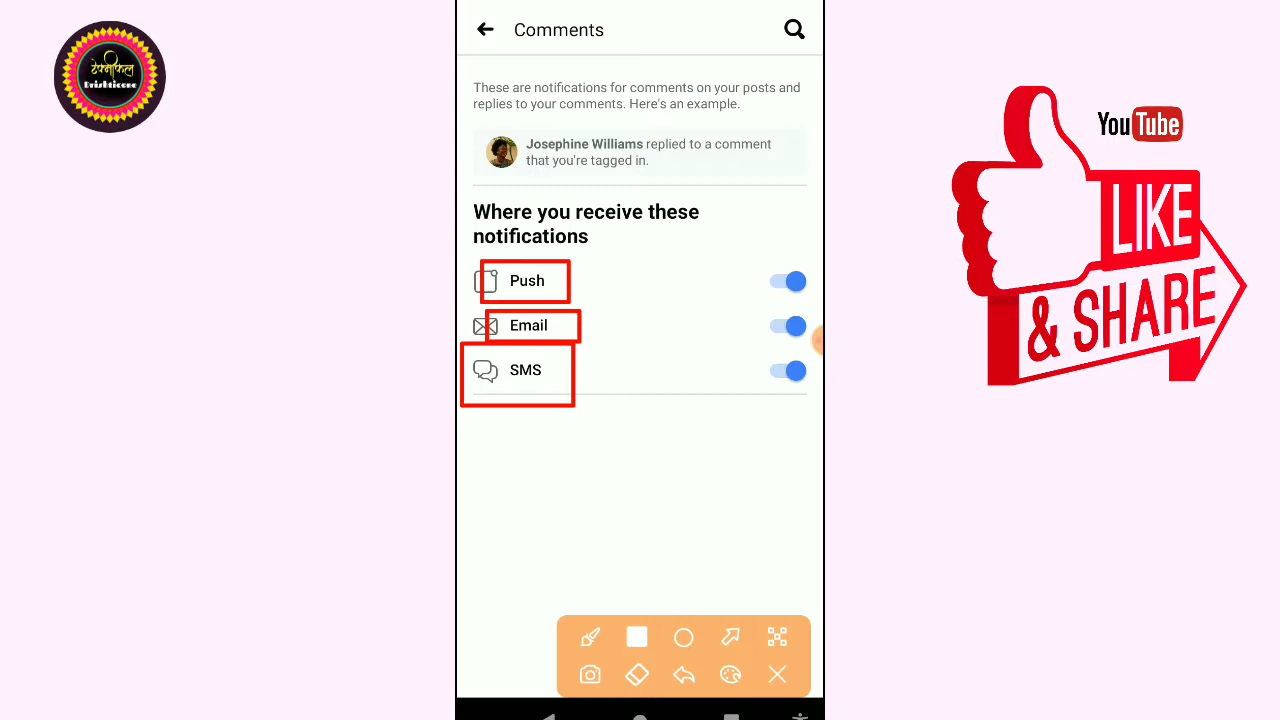 टेक्नीकल
Drishticone
Comments
These are notifications for comments on your posts and
replies to your comments. Here's an example.
Josephine Williams replied to a comment
that you're tagged in.
Where you receive these
notifications
Push
Email
SMS
YouTube
LIKE
& SHARE